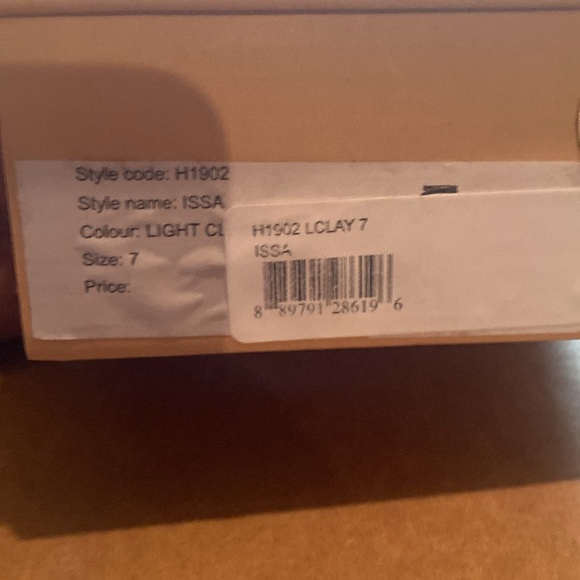 Style code: H1902
Style name: ISSA
Colour: LIGHT CL
Size: 7
Price:
H1902 LCLAY 7
ISSA
8 89791 28619 6